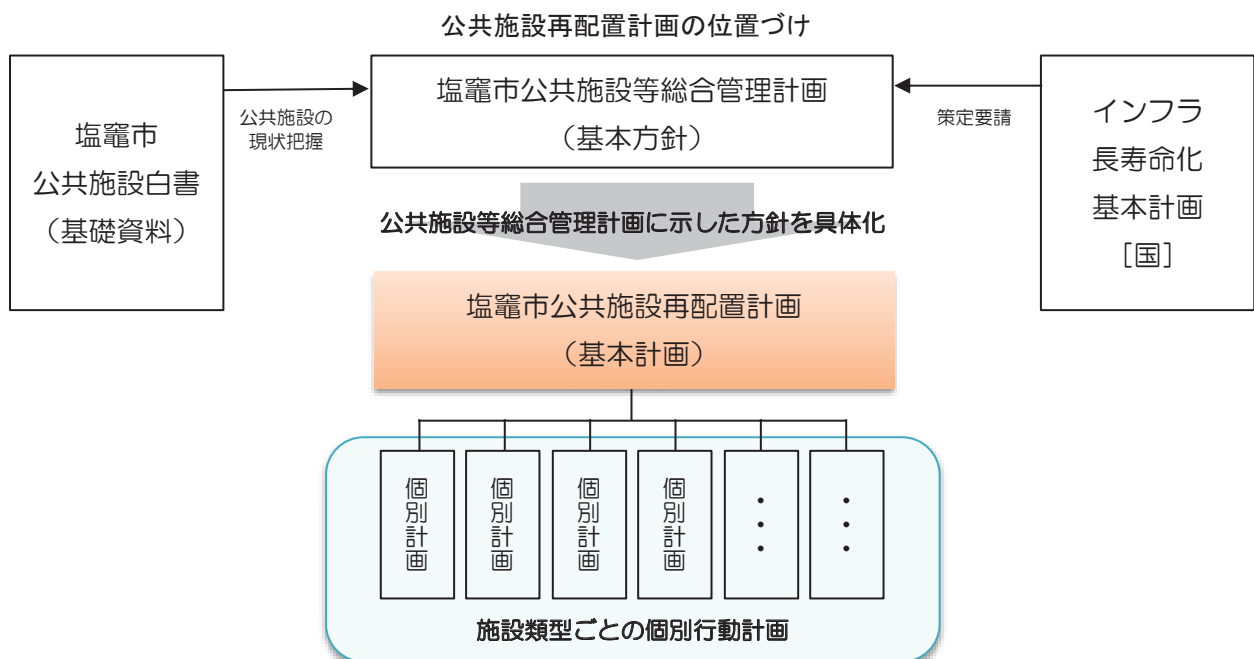 公共施設再配置計画の位置づけ
塩竈市
公共施設白書
（基礎資料）
公共施設の
現状把握
塩竈市公共施設等総合管理計画
（基本方針）
策定要請
インフラ
長寿命化
基本計画
［国］
公共施設等総合管理計画に示した方針を具体化
塩竈市公共施設再配置計画
（基本計画）
個別計画
個別計画
個別計画
個別計画
・・・
・・・
施設類型ごとの個別行動計画